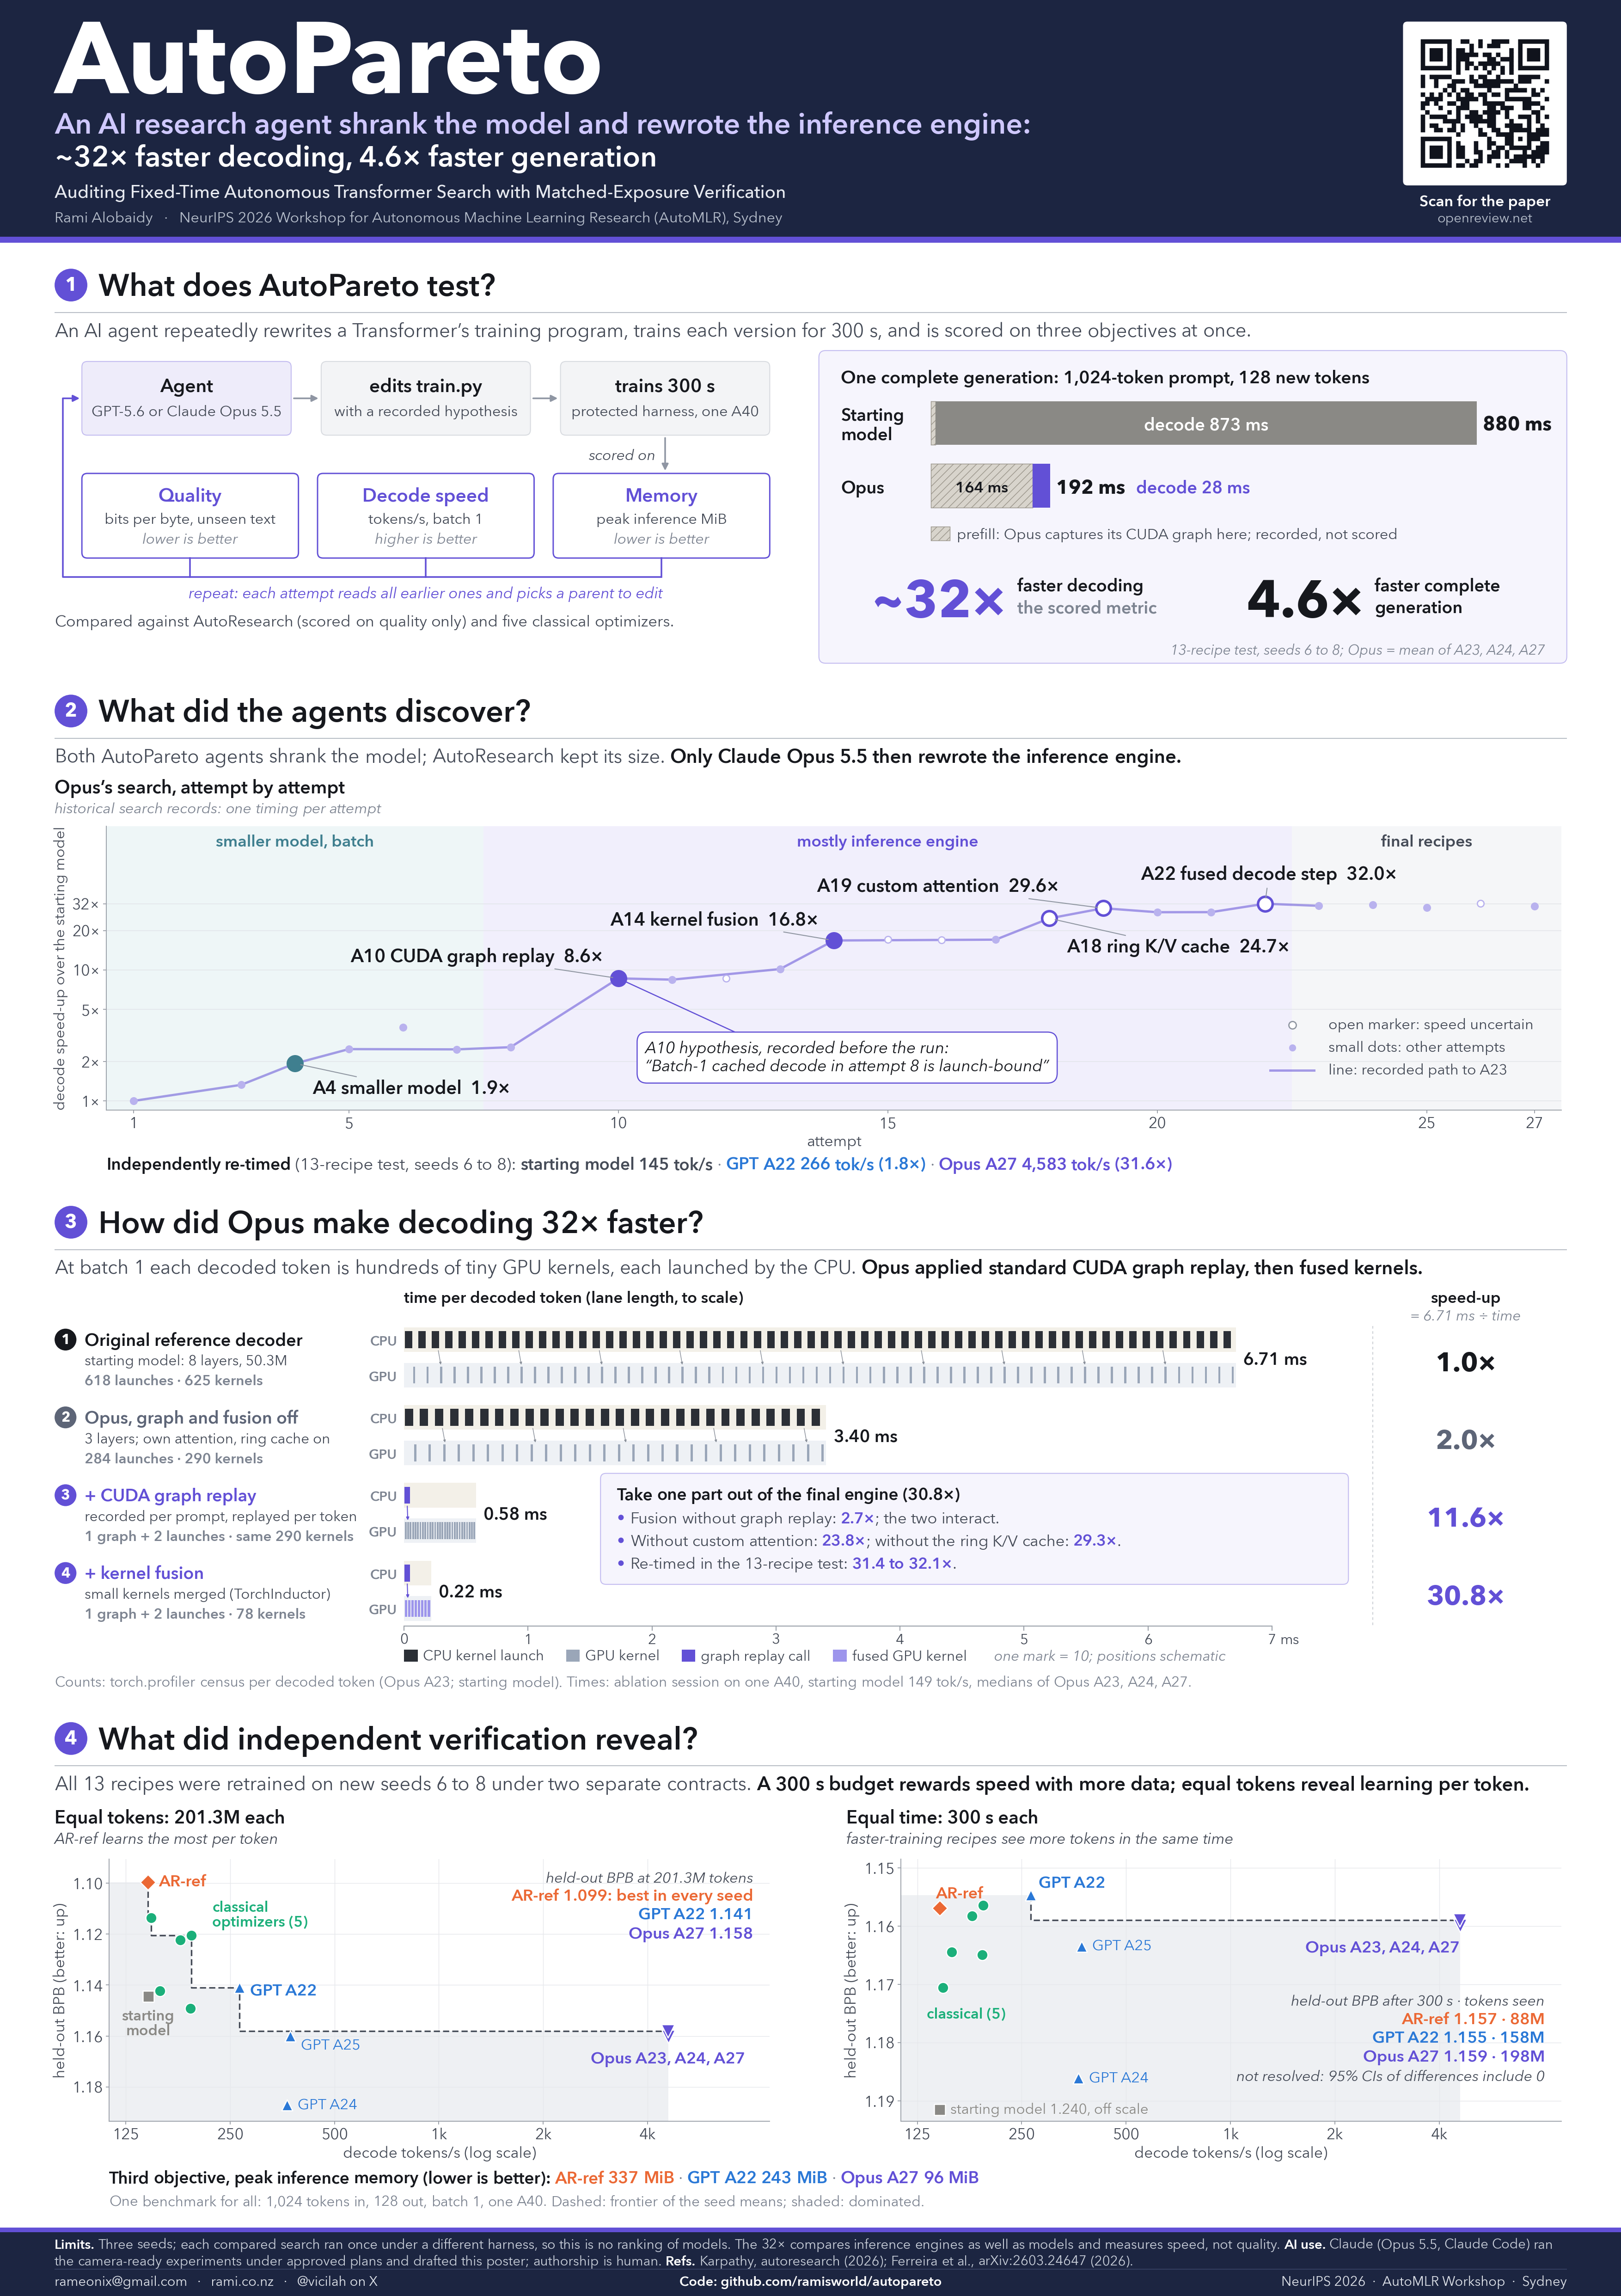 AutoPareto
An AI research agent shrank the model and rewrote the inference engine:
~32× faster decoding, 4.6× faster generation
Auditing Fixed-Time Autonomous Transformer Search with Matched-Exposure Verification
Rami Alobaidy · NeurIPS 2026 Workshop for Autonomous Machine Learning Research (AutoMLR), Sydney
Scan for the paper
openreview.net
1 What does AutoPareto test?
An AI agent repeatedly rewrites a Transformer’s training program, trains each version for 300 s, and is scored on three objectives at once.
Agent
GPT-5.6 or Claude Opus 5.5
edits train.py
with a recorded hypothesis
trains 300 s
protected harness, one A40
scored on
Quality
bits per byte, unseen text
lower is better
Decode speed
tokens/s, batch 1
higher is better
Memory
peak inference MiB
lower is better
repeat: each attempt reads all earlier ones and picks a parent to edit
Compared against AutoResearch (scored on quality only) and five classical optimizers.
One complete generation: 1,024-token prompt, 128 new tokens
Starting
model
decode 873 ms
880 ms
Opus
164 ms
192 ms decode 28 ms
prefill: Opus captures its CUDA graph here; recorded, not scored
~32×
faster decoding
the scored metric
4.6×
faster complete
generation
13-recipe test, seeds 6 to 8; Opus = mean of A23, A24, A27
2 What did the agents discover?
Both AutoPareto agents shrank the model; AutoResearch kept its size. Only Claude Opus 5.5 then rewrote the inference engine.
Opus’s search, attempt by attempt
historical search records: one timing per attempt
decode speed-up over the starting model
smaller model, batch
mostly inference engine
final recipes
32×
20×
10×
5×
2×
1×
A22 fused decode step 32.0×
A19 custom attention 29.6×
A14 kernel fusion 16.8×
A18 ring K/V cache 24.7×
A10 CUDA graph replay 8.6×
A10 hypothesis, recorded before the run:
“Batch-1 cached decode in attempt 8 is launch-bound”
A4 smaller model 1.9×
open marker: speed uncertain
small dots: other attempts
line: recorded path to A23
1 5 10 15 20 25 27
attempt
Independently re-timed (13-recipe test, seeds 6 to 8): starting model 145 tok/s · GPT A22 266 tok/s (1.8×) · Opus A27 4,583 tok/s (31.6×)
3 How did Opus make decoding 32× faster?
At batch 1 each decoded token is hundreds of tiny GPU kernels, each launched by the CPU. Opus applied standard CUDA graph replay, then fused kernels.
time per decoded token (lane length, to scale)
speed-up
= 6.71 ms ÷ time
1 Original reference decoder
starting model: 8 layers, 50.3M
618 launches · 625 kernels
CPU
GPU
6.71 ms
1.0×
2 Opus, graph and fusion off
3 layers; own attention, ring cache on
284 launches · 290 kernels
CPU
GPU
3.40 ms
2.0×
3 + CUDA graph replay
recorded per prompt, replayed per token
1 graph + 2 launches · same 290 kernels
CPU
GPU
0.58 ms
11.6×
4 + kernel fusion
small kernels merged (TorchInductor)
1 graph + 2 launches · 78 kernels
CPU
GPU
0.22 ms
30.8×
Take one part out of the final engine (30.8×)
• Fusion without graph replay: 2.7×; the two interact.
• Without custom attention: 23.8×; without the ring K/V cache: 29.3×.
• Re-timed in the 13-recipe test: 31.4 to 32.1×.
0 1 2 3 4 5 6 7 ms
CPU kernel launch GPU kernel graph replay call fused GPU kernel one mark = 10; positions schematic
Counts: torch.profiler census per decoded token (Opus A23; starting model). Times: ablation session on one A40, starting model 149 tok/s, medians of Opus A23, A24, A27.
4 What did independent verification reveal?
All 13 recipes were retrained on new seeds 6 to 8 under two separate contracts. A 300 s budget rewards speed with more data; equal tokens reveal learning per token.
Equal tokens: 201.3M each
AR-ref learns the most per token
held-out BPB (better: up)
1.10
1.12
1.14
1.16
1.18
AR-ref
classical
optimizers (5)
held-out BPB at 201.3M tokens
AR-ref 1.099: best in every seed
GPT A22 1.141
Opus A27 1.158
GPT A22
starting
model
GPT A25
Opus A23, A24, A27
GPT A24
125 250 500 1k 2k 4k
decode tokens/s (log scale)
Equal time: 300 s each
faster-training recipes see more tokens in the same time
held-out BPB (better: up)
1.15
1.16
1.17
1.18
1.19
AR-ref
GPT A22
GPT A25
Opus A23, A24, A27
classical (5)
held-out BPB after 300 s · tokens seen
AR-ref 1.157 · 88M
GPT A22 1.155 · 158M
Opus A27 1.159 · 198M
not resolved: 95% CIs of differences include 0
GPT A24
starting model 1.240, off scale
125 250 500 1k 2k 4k
decode tokens/s (log scale)
Third objective, peak inference memory (lower is better): AR-ref 337 MiB · GPT A22 243 MiB · Opus A27 96 MiB
One benchmark for all: 1,024 tokens in, 128 out, batch 1, one A40. Dashed: frontier of the seed means; shaded: dominated.
Limits. Three seeds; each compared search ran once under a different harness, so this is no ranking of models. The 32× compares inference engines as well as models and measures speed, not quality. AI use. Claude (Opus 5.5, Claude Code) ran
the camera-ready experiments under approved plans and drafted this poster; authorship is human. Refs. Karpathy, autoresearch (2026); Ferreira et al., arXiv:2603.24647 (2026).
rameonix@gmail.com · rami.co.nz · @vicilah on X
Code: github.com/ramisworld/autopareto
NeurIPS 2026 · AutoMLR Workshop · Sydney